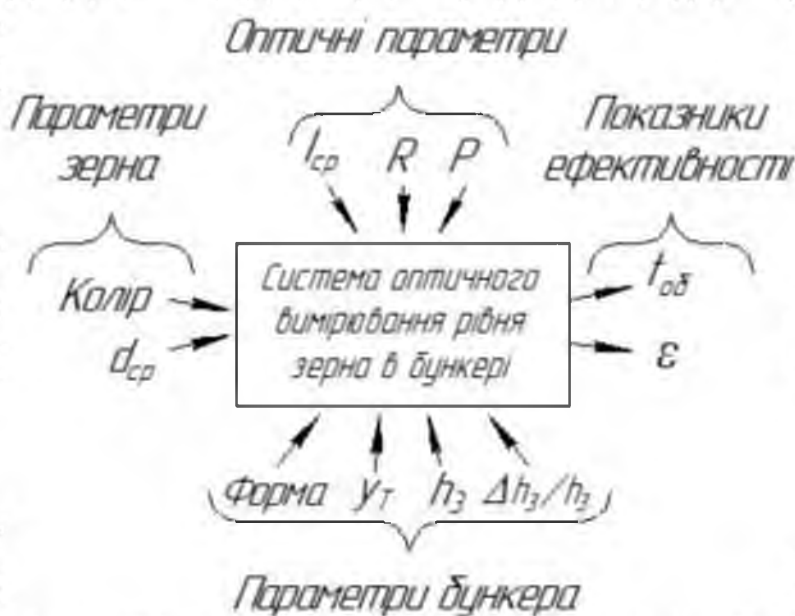 Оптичні параметри
Параметри
зерна
Показники
ефективності
I_ср R P
Колір
d_ср
Система оптичного
вимірювання рівня
зерна в бункері
t_об
ε
Форма y_T h_з Δh_з/h_з
Параметри бункера